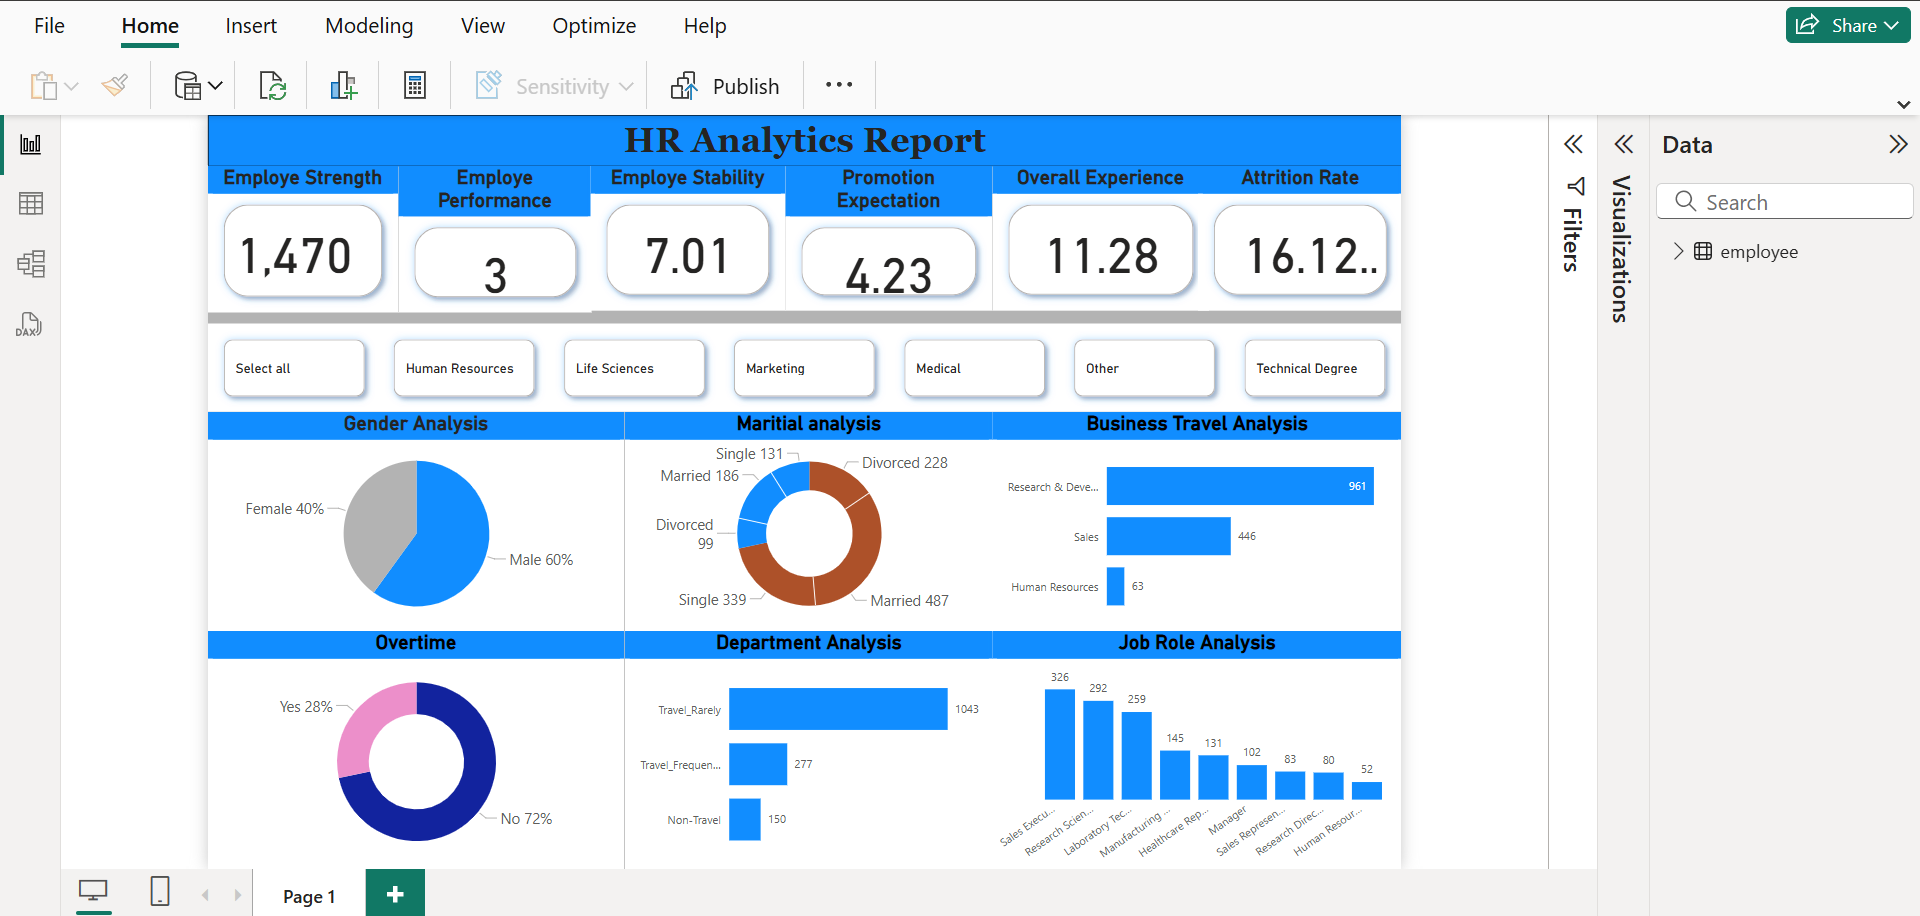 File
Home
Insert
Modeling
View
Optimize
Help
Share
Sensitivity
Publish
HR Analytics Report
Employe Strength
Employe
Performance
Employe Stability
Promotion
Expectation
Overall Experience
Attrition Rate
1,470
3
7.01
4.23
11.28
16.12..
Select all
Human Resources
Life Sciences
Marketing
Medical
Other
Technical Degree
Gender Analysis
Female 40%
Male 60%
Maritial analysis
Single 131
Married 186
Divorced
99
Single 339
Divorced 228
Married 487
Business Travel Analysis
Research & Deve...
961
Sales
446
Human Resources
63
Overtime
Yes 28%
No 72%
Department Analysis
Travel_Rarely
1043
Travel_Frequen...
277
Non-Travel
150
Job Role Analysis
326
292
259
145
131
102
83
80
52
Sales Execu...
Research Scien...
Laboratory Tec...
Manufacturing ...
Healthcare Rep...
Manager
Sales Represen...
Research Direc...
Human Resour...
Filters
Visualizations
Data
Search
employee
DAX
Page 1